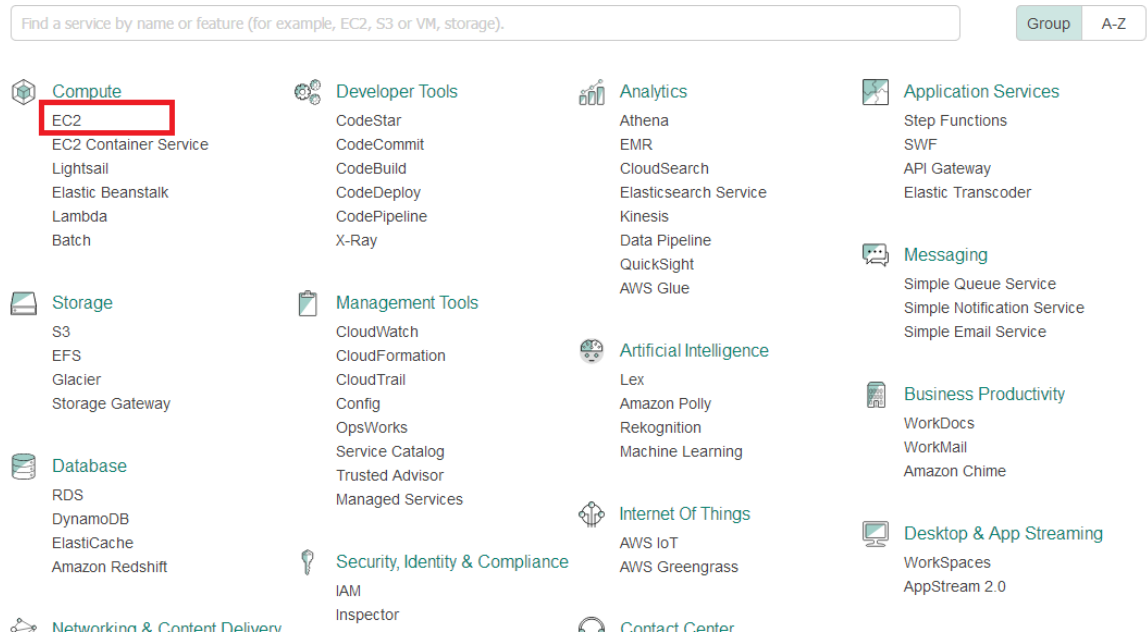 Find a service by name or feature (for example, EC2, S3 or VM, storage).
Group
A-Z
Compute
EC2
EC2 Container Service
Lightsail
Elastic Beanstalk
Lambda
Batch
Storage
S3
EFS
Glacier
Storage Gateway
Database
RDS
DynamoDB
ElastiCache
Amazon Redshift
Networking & Content Delivery
Developer Tools
CodeStar
CodeCommit
CodeBuild
CodeDeploy
CodePipeline
X-Ray
Management Tools
CloudWatch
CloudFormation
CloudTrail
Config
OpsWorks
Service Catalog
Trusted Advisor
Managed Services
Security, Identity & Compliance
IAM
Inspector
Analytics
Athena
EMR
CloudSearch
Elasticsearch Service
Kinesis
Data Pipeline
QuickSight
AWS Glue
Artificial Intelligence
Lex
Amazon Polly
Rekognition
Machine Learning
Internet Of Things
AWS IoT
AWS Greengrass
Contact Center
Application Services
Step Functions
SWF
API Gateway
Elastic Transcoder
Messaging
Simple Queue Service
Simple Notification Service
Simple Email Service
Business Productivity
WorkDocs
WorkMail
Amazon Chime
Desktop & App Streaming
WorkSpaces
AppStream 2.0